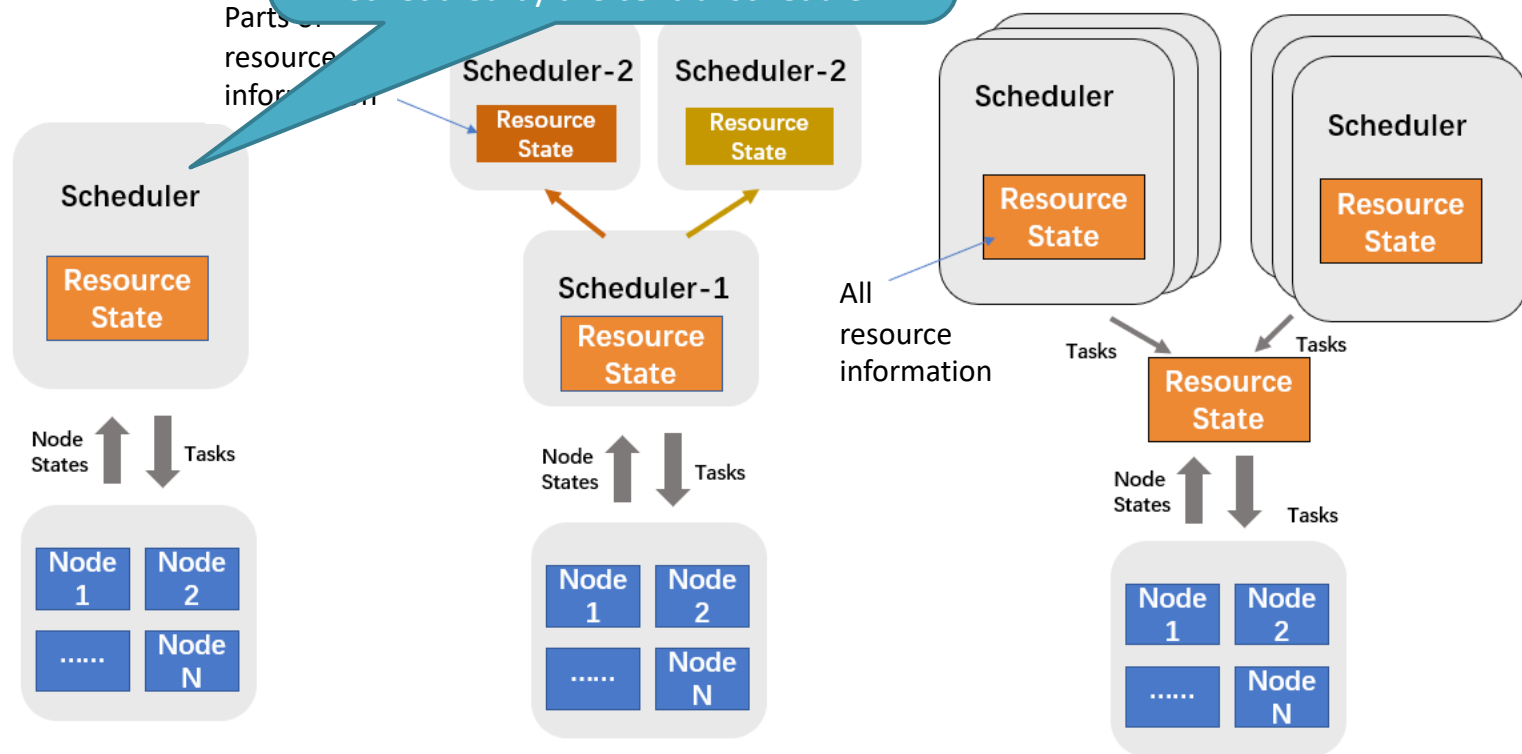 Parts of
resource
Scheduler
Resource
State
Node
States
Tasks
Node
1
Node
2
......
Node
N
Scheduler-2
Resource
State
Scheduler-2
Resource
State
Scheduler-1
Resource
State
Node
States
Tasks
Node
1
Node
2
......
Node
N
Scheduler
Resource
State
Scheduler
Resource
State
All
resource
information
Tasks
Tasks
Resource
State
Node
States
Tasks
Node
1
Node
2
......
Node
N